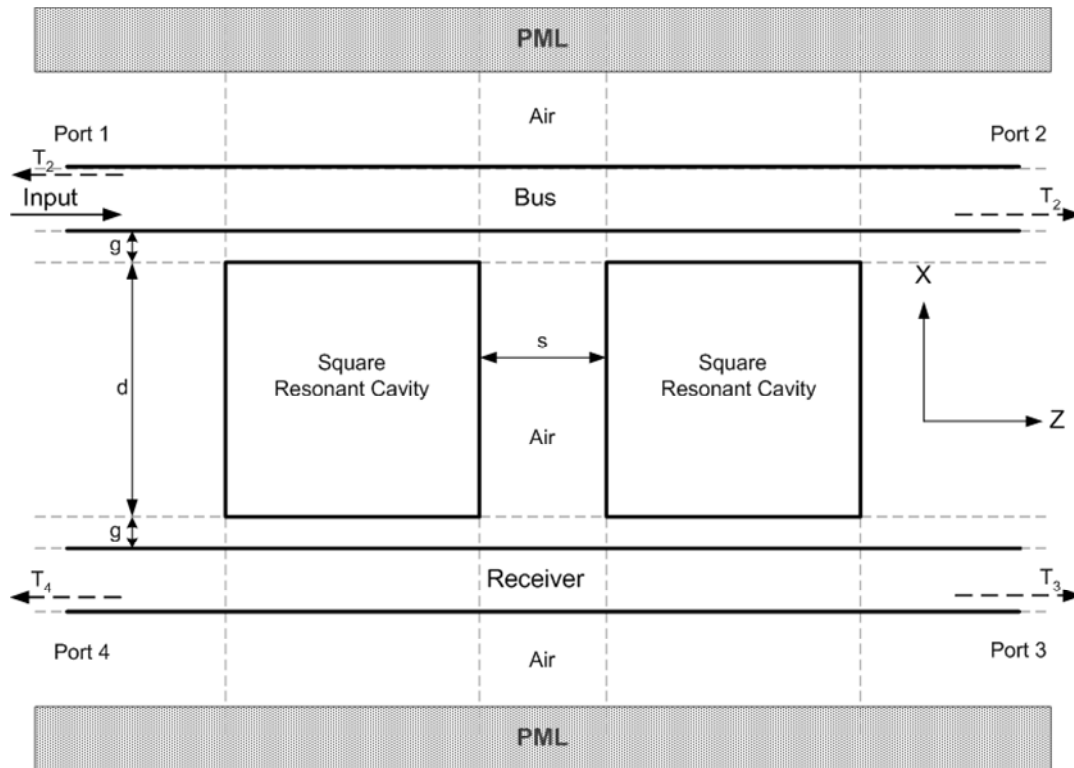 PML
Air
Port 1
Port 2
T2
Input
Bus
T2
g
X
s
Square
Resonant Cavity
Square
Resonant Cavity
d
Z
Air
g
T4
Receiver
T3
Port 4
Air
Port 3
PML